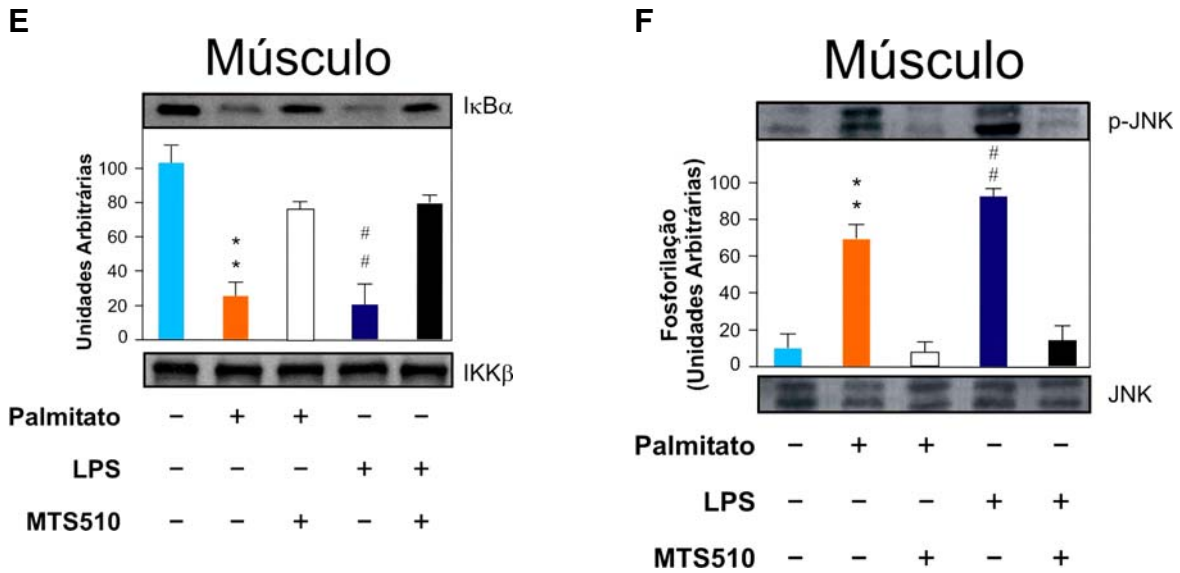 E
Músculo
IκBα
Unidades Arbitrárias
100
80
60
40
20
0
* *
# #
IKKβ
Palmitato – + + – –
LPS – – – + +
MTS510 – – + – +
F
Músculo
p-JNK
Fosforilação
(Unidades Arbitrárias)
100
80
60
40
20
0
* *
# #
JNK
Palmitato – + + – –
LPS – – – + +
MTS510 – – + – +